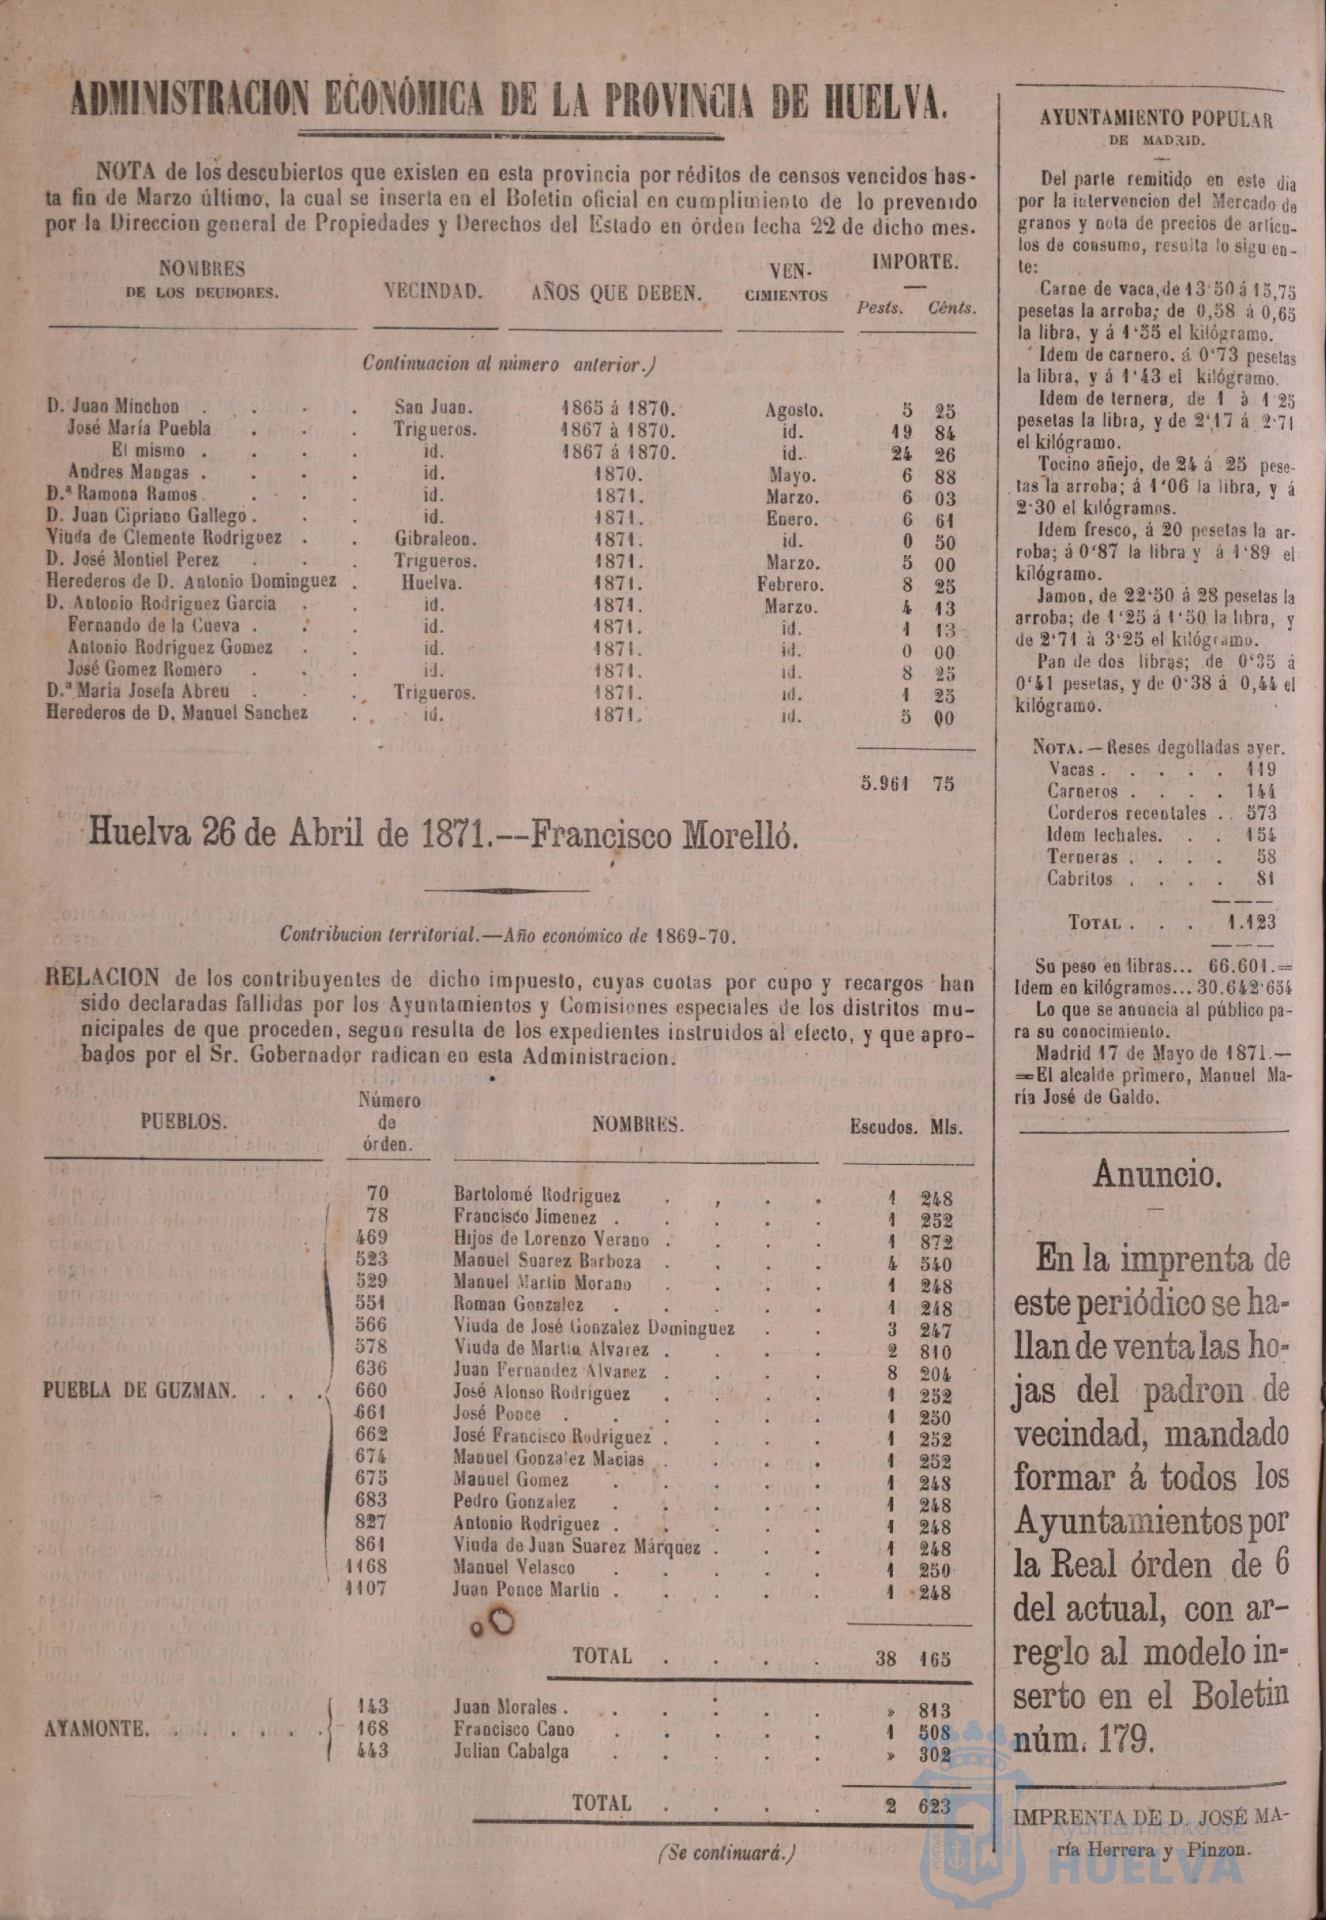 ADMINISTRACION ECONÓMICA DE LA PROVINCIA DE HUELVA.
NOTA de los descubiertos que existen en esta provincia por réditos de censos vencidos has-
ta fin de Marzo último, la cual se inserta en el Boletin oficial en cumplimiento de lo prevenido
por la Direccion general de Propiedades y Derechos del Estado en órden fecha 22 de dicho mes.
NOMBRES DE LOS DEUDORES. VECINDAD. AÑOS QUE DEBEN. VEN-CIMIENTOS IMPORTE. Pests. Cénts.
Continuacion al número anterior.)
D. Juan Minchon . . . . San Juan. 1865 á 1870. Agosto. 5 25
José María Puebla . . . Trigueros. 1867 à 1870. id. 19 84
El mismo . . . . id. 1867 à 1870. id. 24 26
Andres Mangas . . . . id. 1870. Mayo. 6 88
D.ª Ramona Ramos . . . . id. 1871. Marzo. 6 03
D. Juan Cipriano Gallego . . . id. 1871. Enero. 6 61
Viuda de Clemente Rodriguez . . Gibraleon. 1871. id. 0 50
D. José Montiel Perez . . . Trigueros. 1871. Marzo. 5 00
Herederos de D. Antonio Dominguez . Huelva. 1871. Febrero. 8 25
D. Antonio Rodriguez Garcia . . id. 1871. Marzo. 4 13
Fernando de la Cueva . . . id. 1871. id. 1 13
Antonio Rodriguez Gomez . . id. 1871. id. 0 00
José Gomez Romero . . . id. 1871. id. 8 25
D.ª María Josefa Abreu . . . Trigueros. 1871. id. 1 25
Herederos de D. Manuel Sanchez . . id. 1871. id. 5 00
5.961 75
Huelva 26 de Abril de 1871.--Francisco Morelló.
Contribucion territorial.—Año económico de 1869-70.
RELACION de los contribuyentes de dicho impuesto, cuyas cuotas por cupo y recargos han
sido declaradas fallidas por los Ayuntamientos y Comisiones especiales de los distritos mu-
nicipales de que proceden, segun resulta de los expedientes instruidos al efecto, y que apro-
bados por el Sr. Gobernador radican en esta Administracion.
PUEBLOS. Número de órden. NOMBRES. Escudos. Mls.
70 Bartolomé Rodriguez . , . . 1 248
78 Francisco Jimenez . . . . . 1 252
469 Hijos de Lorenzo Verano . . . . 1 872
523 Manuel Suarez Barboza . . . . 4 540
529 Manuel Martin Morano . . . . 1 248
551 Roman Gonzalez . . . . . 1 248
566 Viuda de José Gonzalez Dominguez . . 3 247
578 Viuda de Martin Alvarez . . . . 2 810
636 Juan Fernandez Alvarez . . . . 8 204
PUEBLA DE GUZMAN. . . . 660 José Alonso Rodriguez . . . . 1 252
661 José Ponce . . . . . . 1 250
662 José Francisco Rodriguez . . . . 1 252
674 Manuel Gonzalez Macias . . . . 1 252
675 Manuel Gomez . . . . . 1 248
683 Pedro Gonzalez . . . . . 1 248
827 Antonio Rodriguez . . . . . 1 248
861 Viuda de Juan Suarez Márquez . . . 1 248
1168 Manuel Velasco . . . . . 1 250
1107 Juan Ponce Martin . . . . . 1 248
TOTAL . . . . 38 165
143 Juan Morales . . . . . . » 813
AYAMONTE. . . . . . . 168 Francisco Cano . . . . . 1 508
443 Julian Cabalga . . . . . » 302
TOTAL . . . . 2 623
(Se continuará.)
AYUNTAMIENTO POPULAR
DE MADRID.
Del parte remitido en este dia
por la intervencion del Mercado de
granos y nota de precios de artícu-
los de consumo, resulta lo siguien-
te:
Carne de vaca, de 13'50 á 15,75
pesetas la arroba; de 0,58 á 0,65
la libra, y á 1'55 el kilógramo.
Idem de carnero. á 0'73 pesetas
la libra, y á 1'43 el kilógramo.
Idem de ternera, de 1 à 1'25
pesetas la libra, y de 2'17 á 2'71
el kilógramo.
Tocino añejo, de 24 á 25 pese-
tas la arroba; á 1'06 la libra, y á
2'30 el kilógramos.
Idem fresco, á 20 pesetas la ar-
roba; á 0'87 la libra y á 1'89 el
kilógramo.
Jamon, de 22'50 á 28 pesetas la
arroba; de 1'25 á 1'50 la libra, y
de 2'71 à 3'25 el kilógramo.
Pan de dos libras; de 0'35 á
0'41 pesetas, y de 0'38 á 0,44 el
kilógramo.
NOTA.—Reses degolladas ayer.
Vacas . . . . . 119
Carneros . . . . 144
Corderos recentales . . 573
Idem lechales. . . 154
Terneras . . . . 58
Cabritos . . . . 81
TOTAL . . . 1.123
Su peso en libras... 66.601.=
Idem en kilógramos... 30.642'654
Lo que se anuncia al público pa-
ra su conocimiento.
Madrid 17 de Mayo de 1871.—
=El alcalde primero, Manuel Ma-
ría José de Galdo.
Anuncio.
En la imprenta de
este periódico se ha-
llan de venta las ho-
jas del padron de
vecindad, mandado
formar á todos los
Ayuntamientos por
la Real órden de 6
del actual, con ar-
reglo al modelo in-
serto en el Boletin
núm. 179.
IMPRENTA DE D. JOSÉ MA-
ría Herrera y Pinzon.
Ayuntamiento de
HUELVA